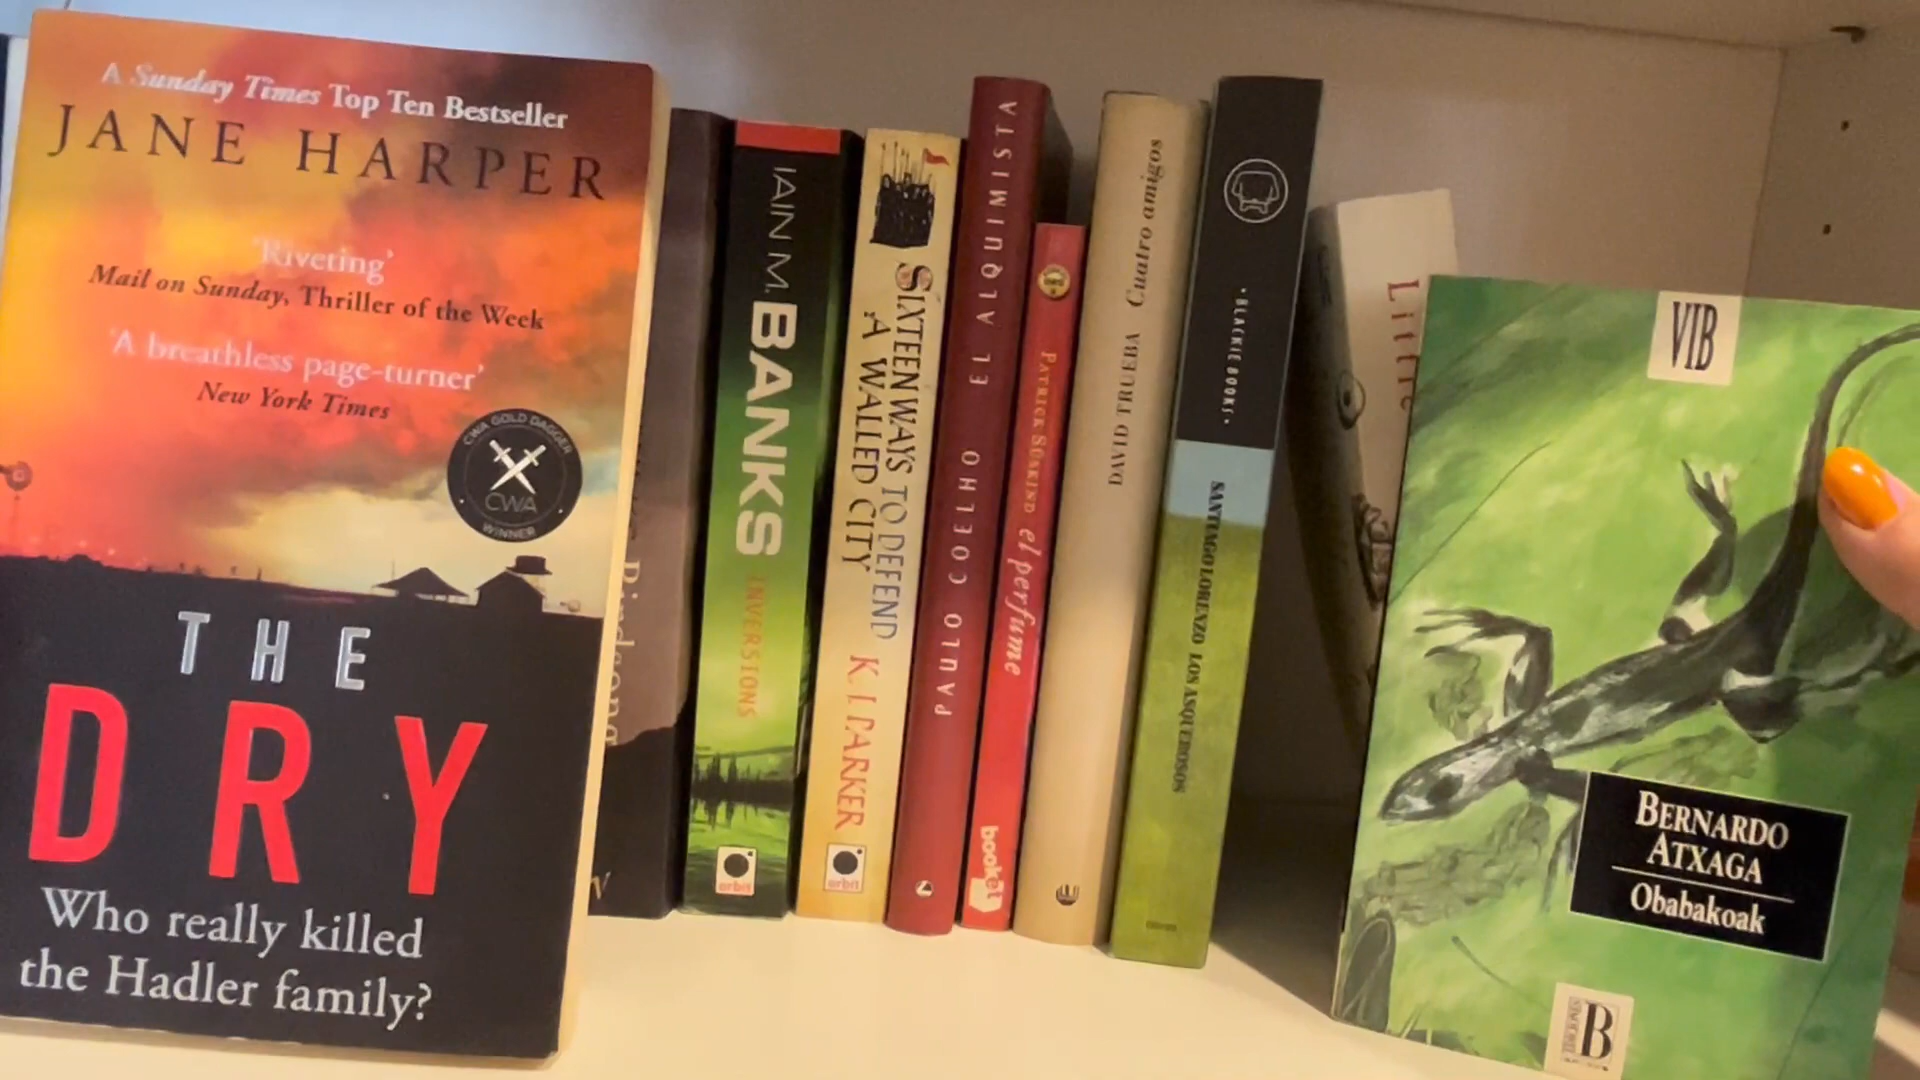 A Sunday Times Top Ten Bestseller
JANE HARPER
'Riveting'
Mail on Sunday, Thriller of the Week
'A breathless page-turner'
New York Times
CWA GOLD DAGGER
CWA
WINNER
THE
DRY
Who really killed
the Hadler family?
Birdsong
IAIN M. BANKS INVERSIONS
orbit
SIXTEEN WAYS TO DEFEND
A WALLED CITY
K. J. PARKER
orbit
PAULO COELHO EL ALQUIMISTA
PATRICK SÜSKIND el perfume
booket
DAVID TRUEBA Cuatro amigos
· BLACKIE BOOKS ·
SANTIAGO LORENZO LOS ASQUEROSOS
Little
VIB
BERNARDO
ATXAGA
Obabakoak
B